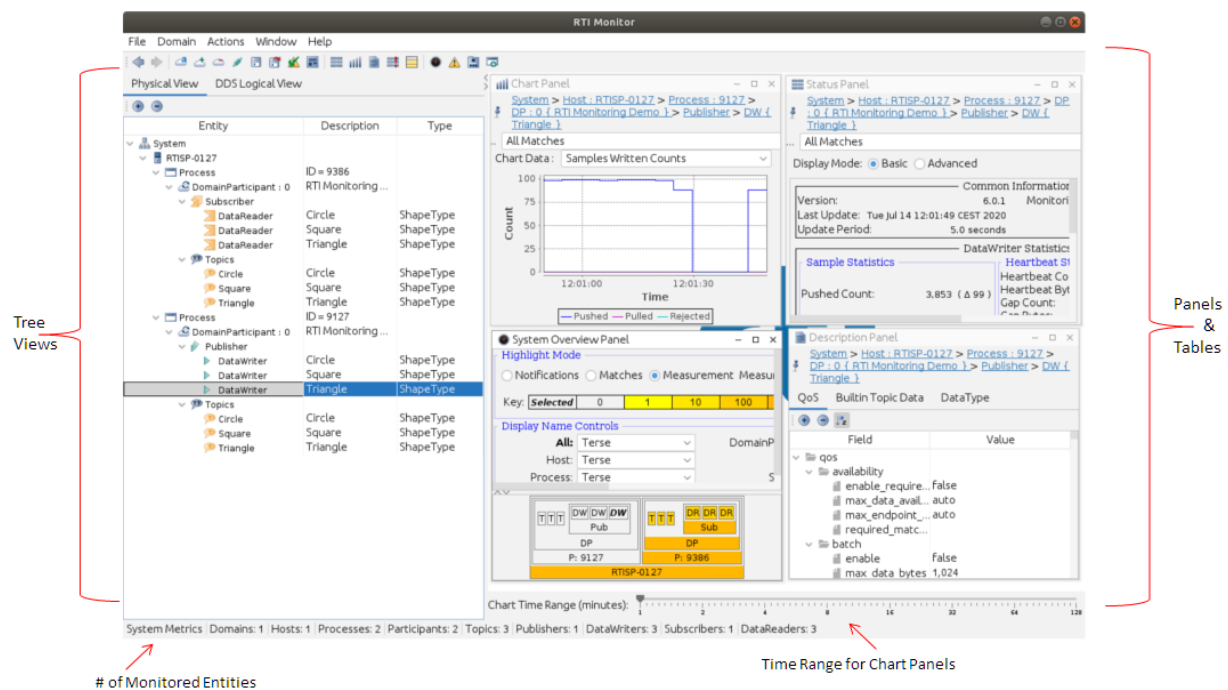 RTI Monitor
File Domain Actions Window Help
Physical View DDS Logical View
Entity Description Type
System
RTISP-0127
Process ID = 9386
DomainParticipant : 0 RTI Monitoring ...
Subscriber
DataReader Circle ShapeType
DataReader Square ShapeType
DataReader Triangle ShapeType
Topics
Circle Circle ShapeType
Square Square ShapeType
Triangle Triangle ShapeType
Process ID = 9127
DomainParticipant : 0 RTI Monitoring ...
Publisher
DataWriter Circle ShapeType
DataWriter Square ShapeType
DataWriter Triangle ShapeType
Topics
Circle Circle ShapeType
Square Square ShapeType
Triangle Triangle ShapeType
Chart Panel
System > Host : RTISP-0127 > Process : 9127 >
DP : 0 { RTI Monitoring Demo } > Publisher > DW {
Triangle }
... All Matches
Chart Data : Samples Written Counts
100
75
50
25
0
Count
12:01:00 12:01:30
Time
Pushed Pulled Rejected
Status Panel
System > Host : RTISP-0127 > Process : 9127 > DP
: 0 { RTI Monitoring Demo } > Publisher > DW {
Triangle }
... All Matches
Display Mode: Basic Advanced
Common Information
Version: 6.0.1 Monitori
Last Update: Tue Jul 14 12:01:49 CEST 2020
Update Period: 5.0 seconds
DataWriter Statistics
Sample Statistics Heartbeat St
Heartbeat Co
Pushed Count: 3,853 ( Δ 99 ) Heartbeat Byt
Gap Count:
Gap Bytes:
System Overview Panel
Highlight Mode
Notifications Matches Measurement Measu
Key: Selected 0 1 10 100
Display Name Controls
All: Terse DomainP
Host: Terse
Process: Terse S
T T T DW DW DW T T T DR DR DR
Pub Sub
DP DP
P: 9127 P: 9386
RTISP-0127
Description Panel
System > Host : RTISP-0127 > Process : 9127 >
DP : 0 { RTI Monitoring Demo } > Publisher > DW {
Triangle }
QoS Builtin Topic Data DataType
Field Value
qos
availability
enable_require... false
max_data_avail... auto
max_endpoint_... auto
required_matc...
batch
enable false
max data bytes 1,024
Chart Time Range (minutes):
1 2 4 8 16 32 64 128
System Metrics Domains: 1 Hosts: 1 Processes: 2 Participants: 2 Topics: 3 Publishers: 1 DataWriters: 3 Subscribers: 1 DataReaders: 3
Tree
Views
Panels
&
Tables
# of Monitored Entities
Time Range for Chart Panels